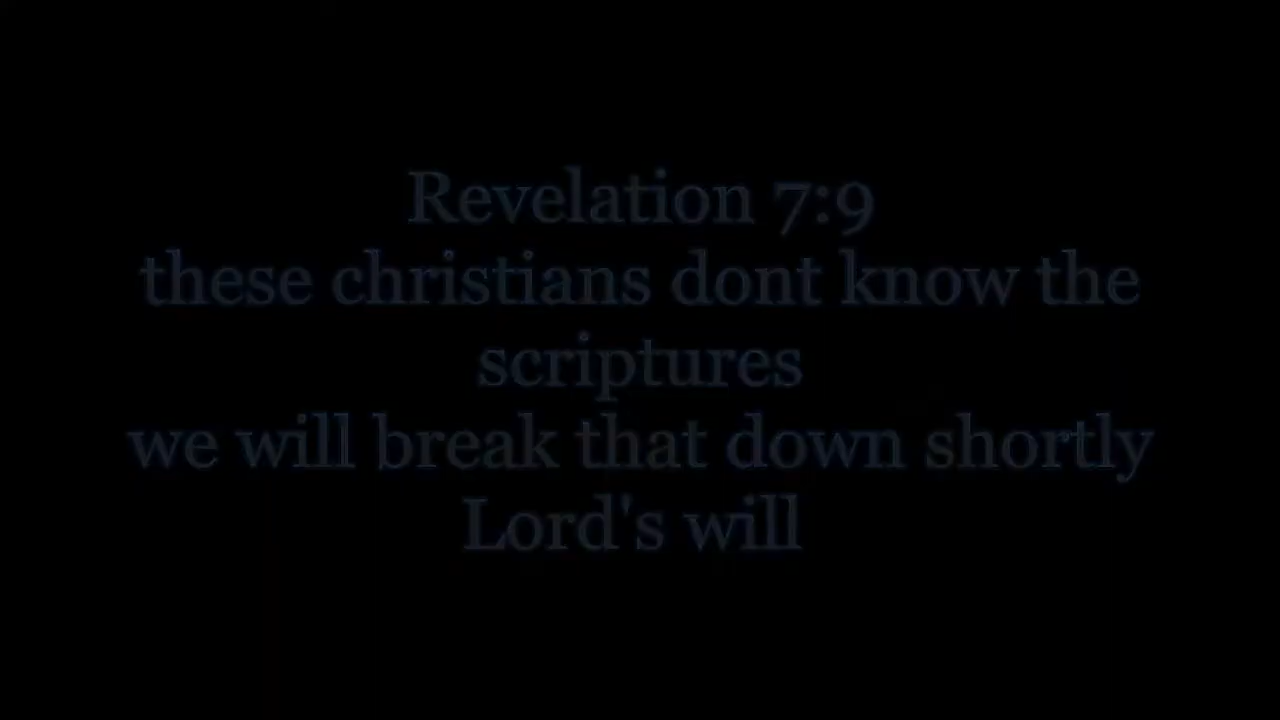 Revelation 7:9
these christians dont know the
scriptures
we will break that down shortly
Lord's will